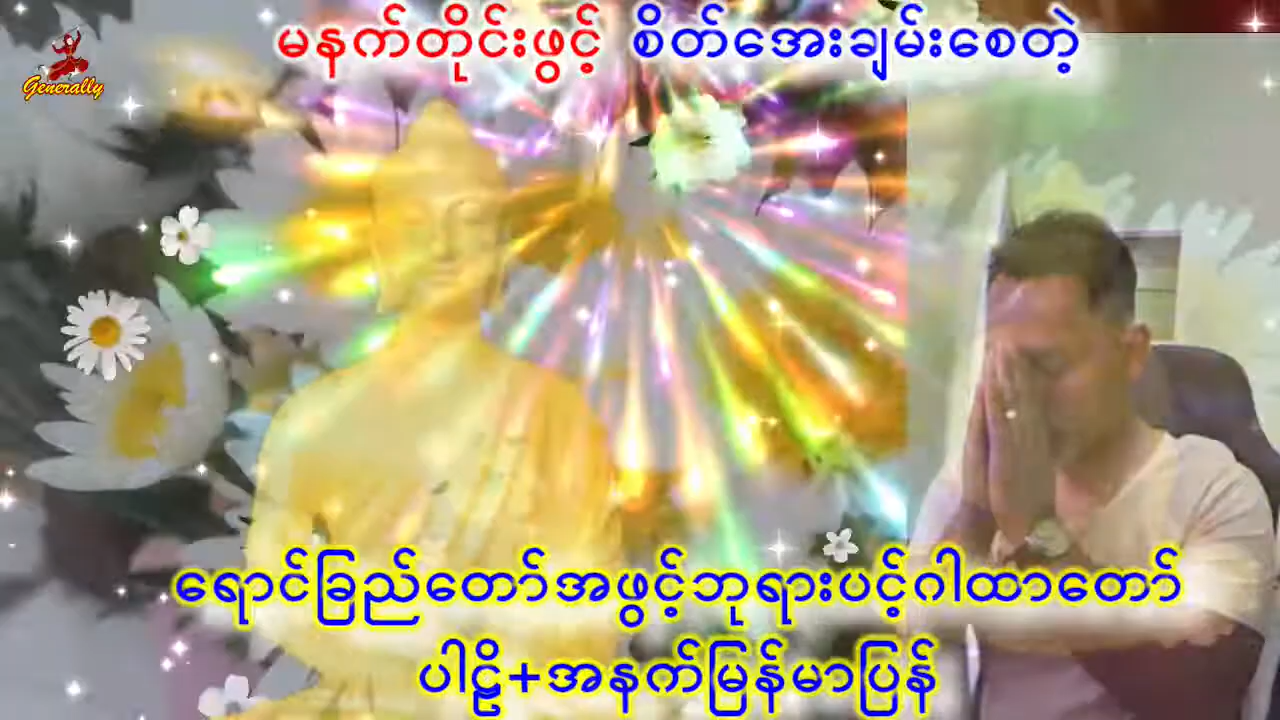 မနက်တိုင်းဖွင့် စိတ်အေးချမ်းစေတဲ့
Generally
ရောင်ခြည်တော်အဖွင့်ဘုရားပင့်ဂါထာတော်
ပါဠိ+အနက်မြန်မာပြန်